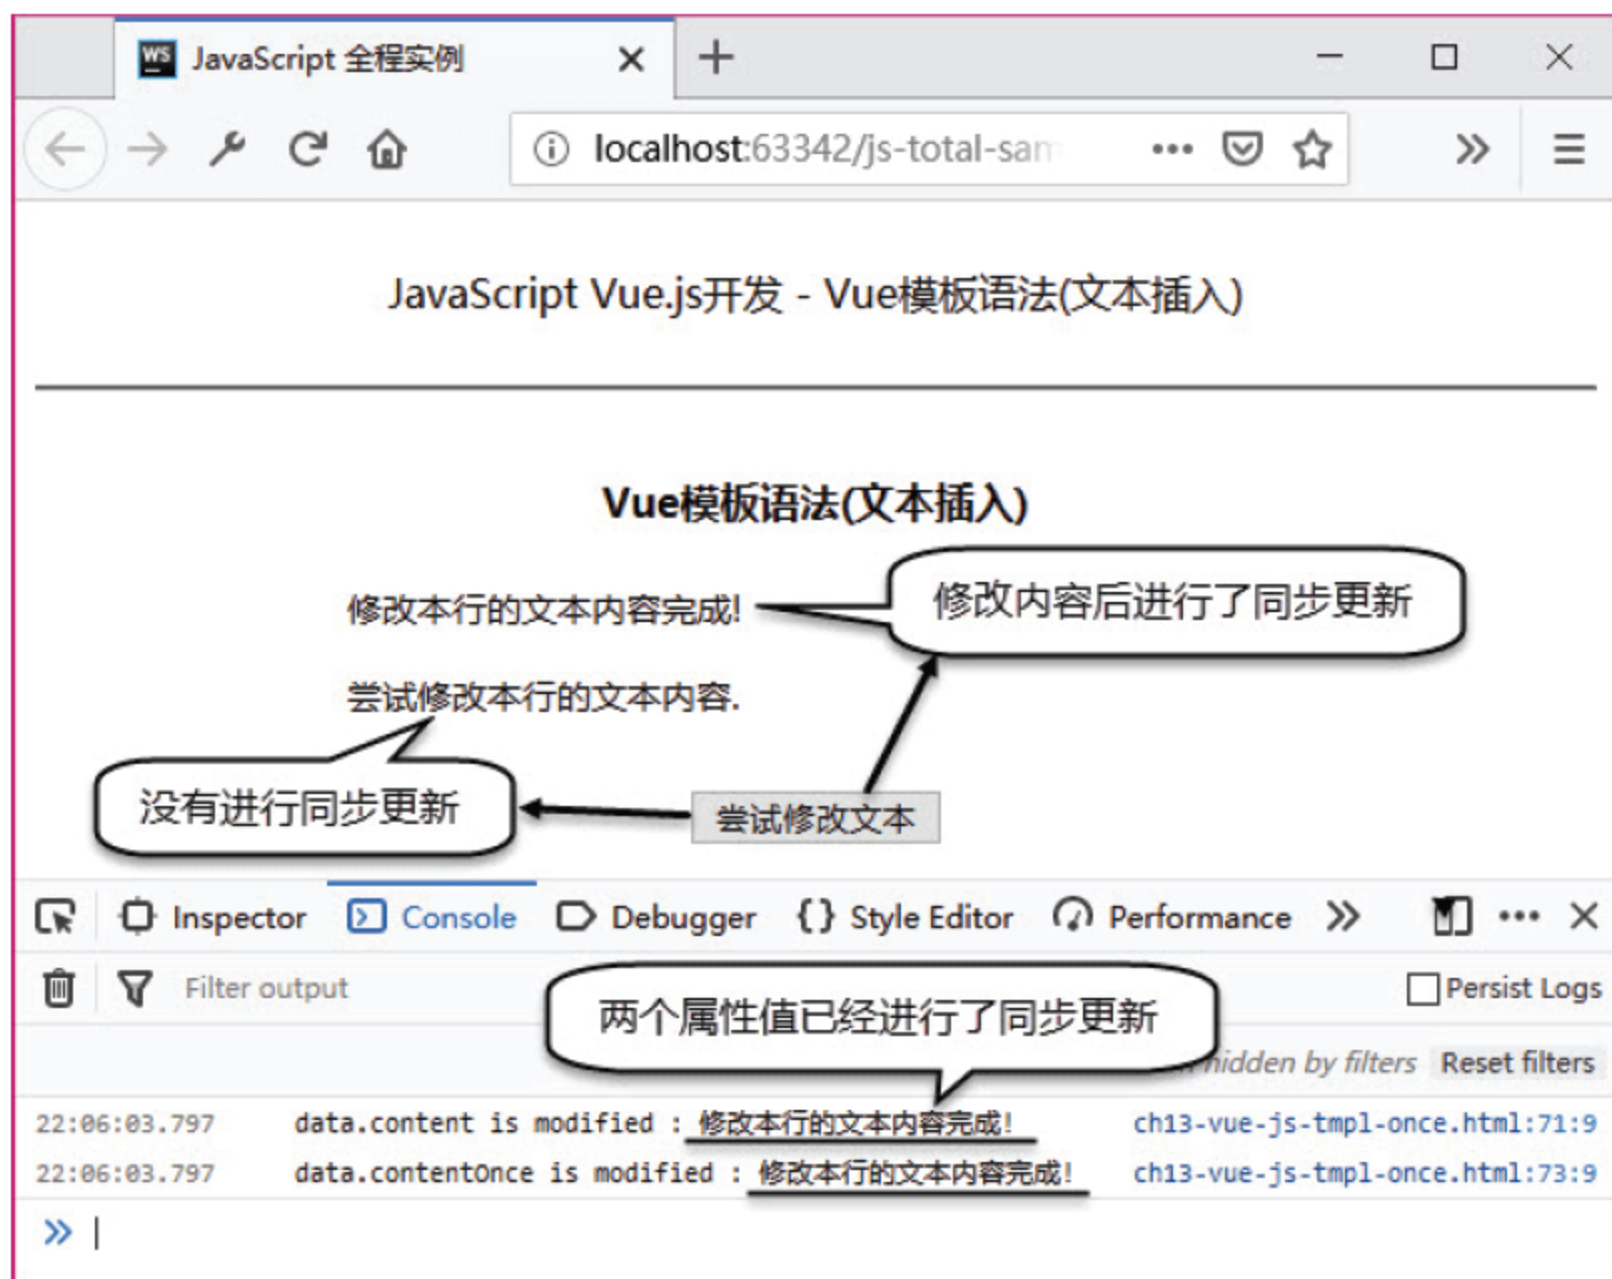 WS JavaScript 全程实例
localhost:63342/js-total-sam
JavaScript Vue.js开发 - Vue模板语法(文本插入)
Vue模板语法(文本插入)
修改内容后进行了同步更新
修改本行的文本内容完成!
尝试修改本行的文本内容.
没有进行同步更新
尝试修改文本
Inspector Console Debugger {} Style Editor Performance
Filter output
Persist Logs
两个属性值已经进行了同步更新
hidden by filters Reset filters
22:06:03.797 data.content is modified : 修改本行的文本内容完成! ch13-vue-js-tmpl-once.html:71:9
22:06:03.797 data.contentOnce is modified : 修改本行的文本内容完成! ch13-vue-js-tmpl-once.html:73:9